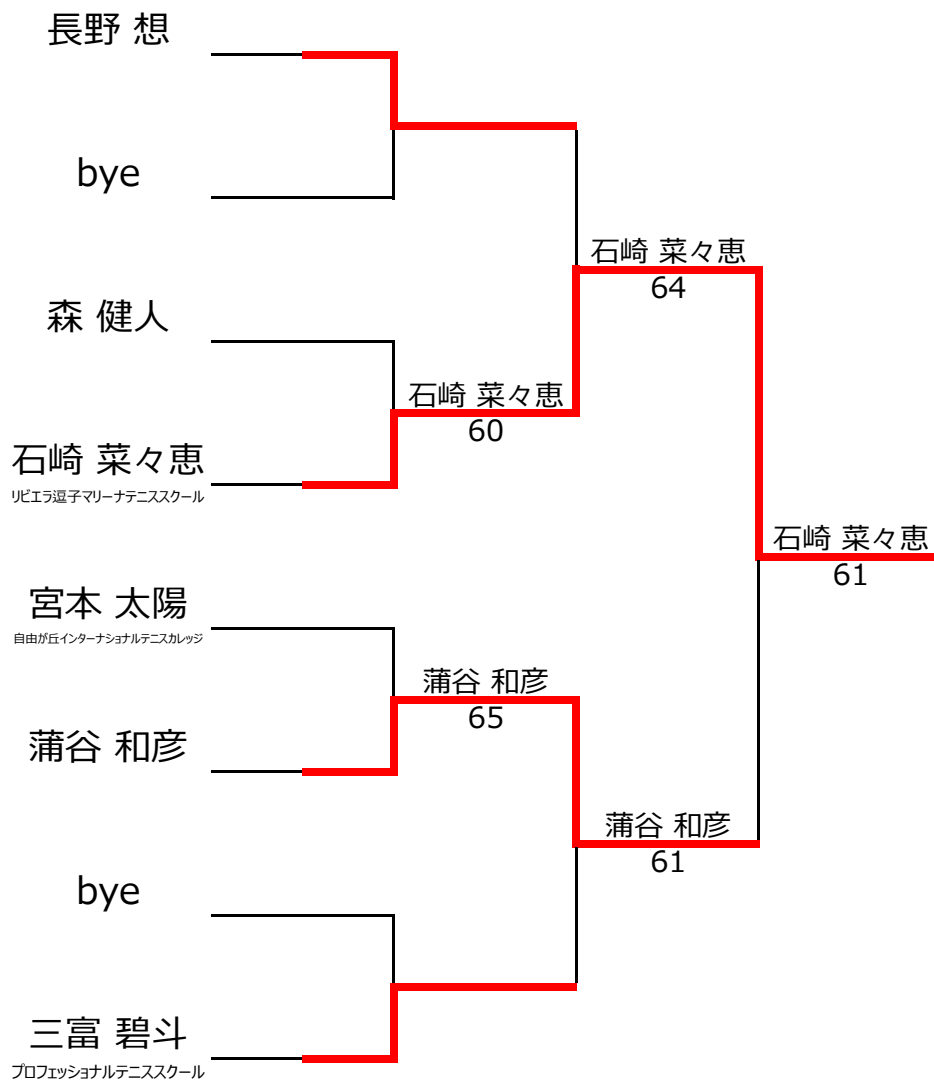 長野 想
bye
森 健人
石崎 菜々恵
リビエラ逗子マリーナテニススクール
宮本 太陽
自由が丘インターナショナルテニスカレッジ
蒲谷 和彦
bye
三富 碧斗
プロフェッショナルテニススクール
石崎 菜々恵
60
蒲谷 和彦
65
石崎 菜々恵
64
蒲谷 和彦
61
石崎 菜々恵
61